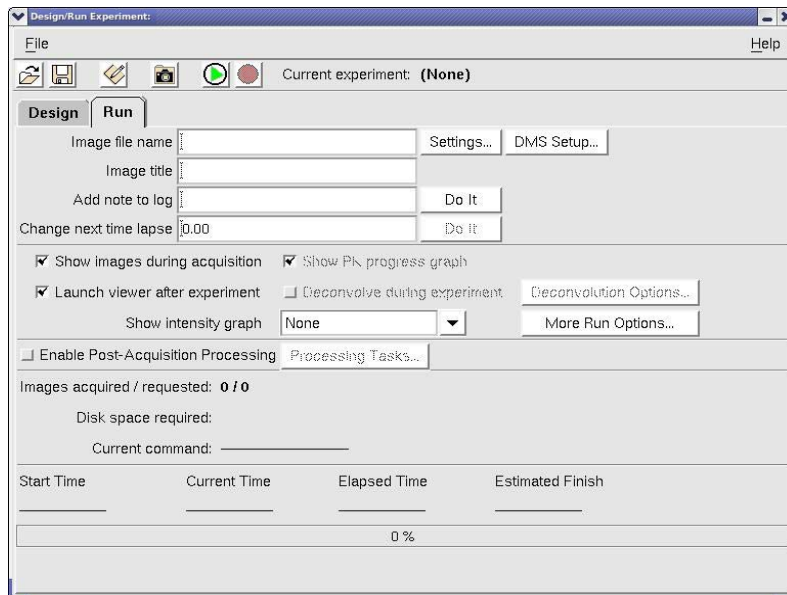 Design/Run Experiment:
File Help
Current experiment: (None)
Design Run
Image file name Settings... DMS Setup...
Image title
Add note to log Do It
Change next time lapse 0.00 Do It
Show images during acquisition Show PK progress graph
Launch viewer after experiment Deconvolve during experiment Deconvolution Options...
Show intensity graph None More Run Options...
Enable Post-Acquisition Processing Processing Tasks...
Images acquired / requested: 0 / 0
Disk space required:
Current command:
Start Time Current Time Elapsed Time Estimated Finish
0 %